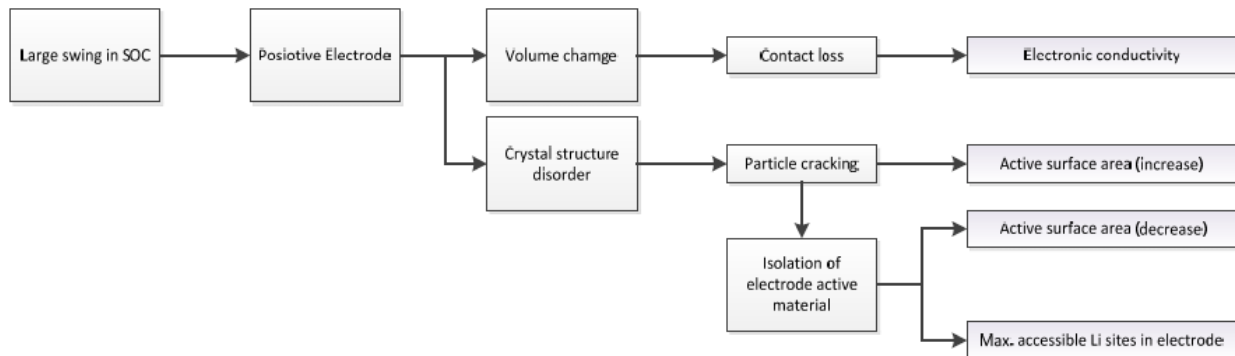 Large swing in SOC
Posiotive Electrode
Volume chamge
Contact loss
Electronic conductivity
Crystal structure
disorder
Particle cracking
Active surface area (increase)
Active surface area (decrease)
Isolation of
electrode active
material
Max. accessible Li sites in electrode